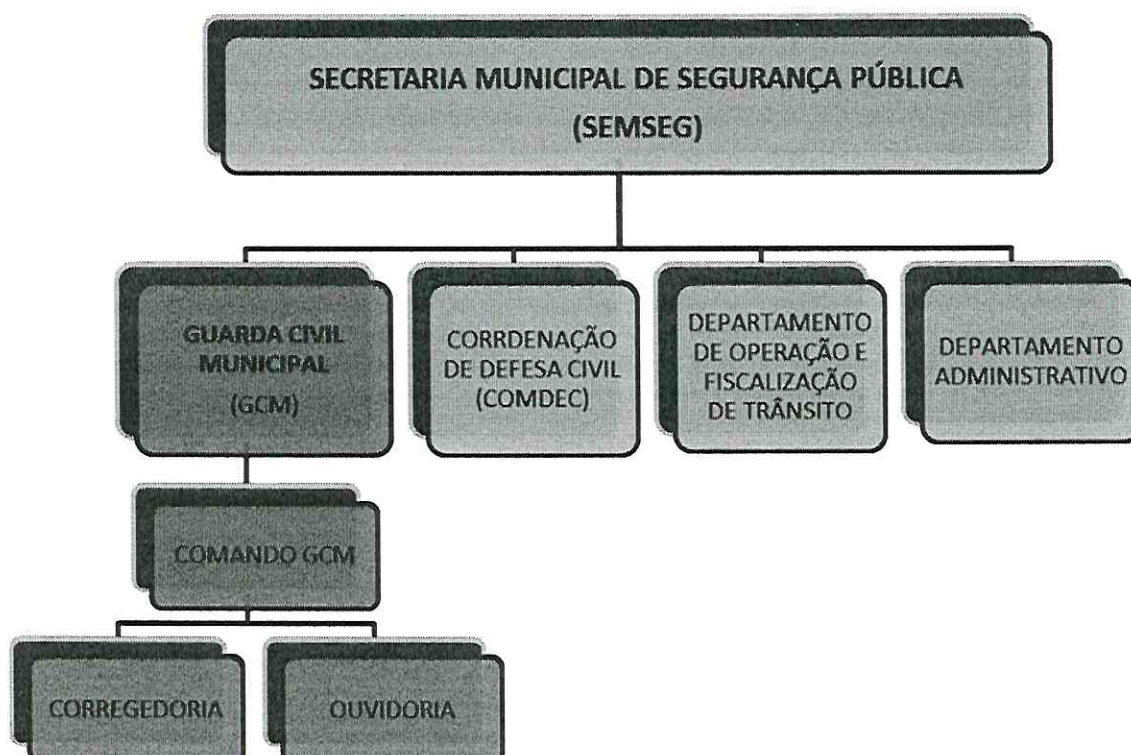 SECRETARIA MUNICIPAL DE SEGURANÇA PÚBLICA
(SEMSEG)
GUARDA CIVIL
MUNICIPAL
(GCM)
CORRDENAÇÃO
DE DEFESA CIVIL
(COMDEC)
DEPARTAMENTO
DE OPERAÇÃO E
FISCALIZAÇÃO
DE TRÂNSITO
DEPARTAMENTO
ADMINISTRATIVO
COMANDO GCM
CORREGEDORIA
OUVIDORIA